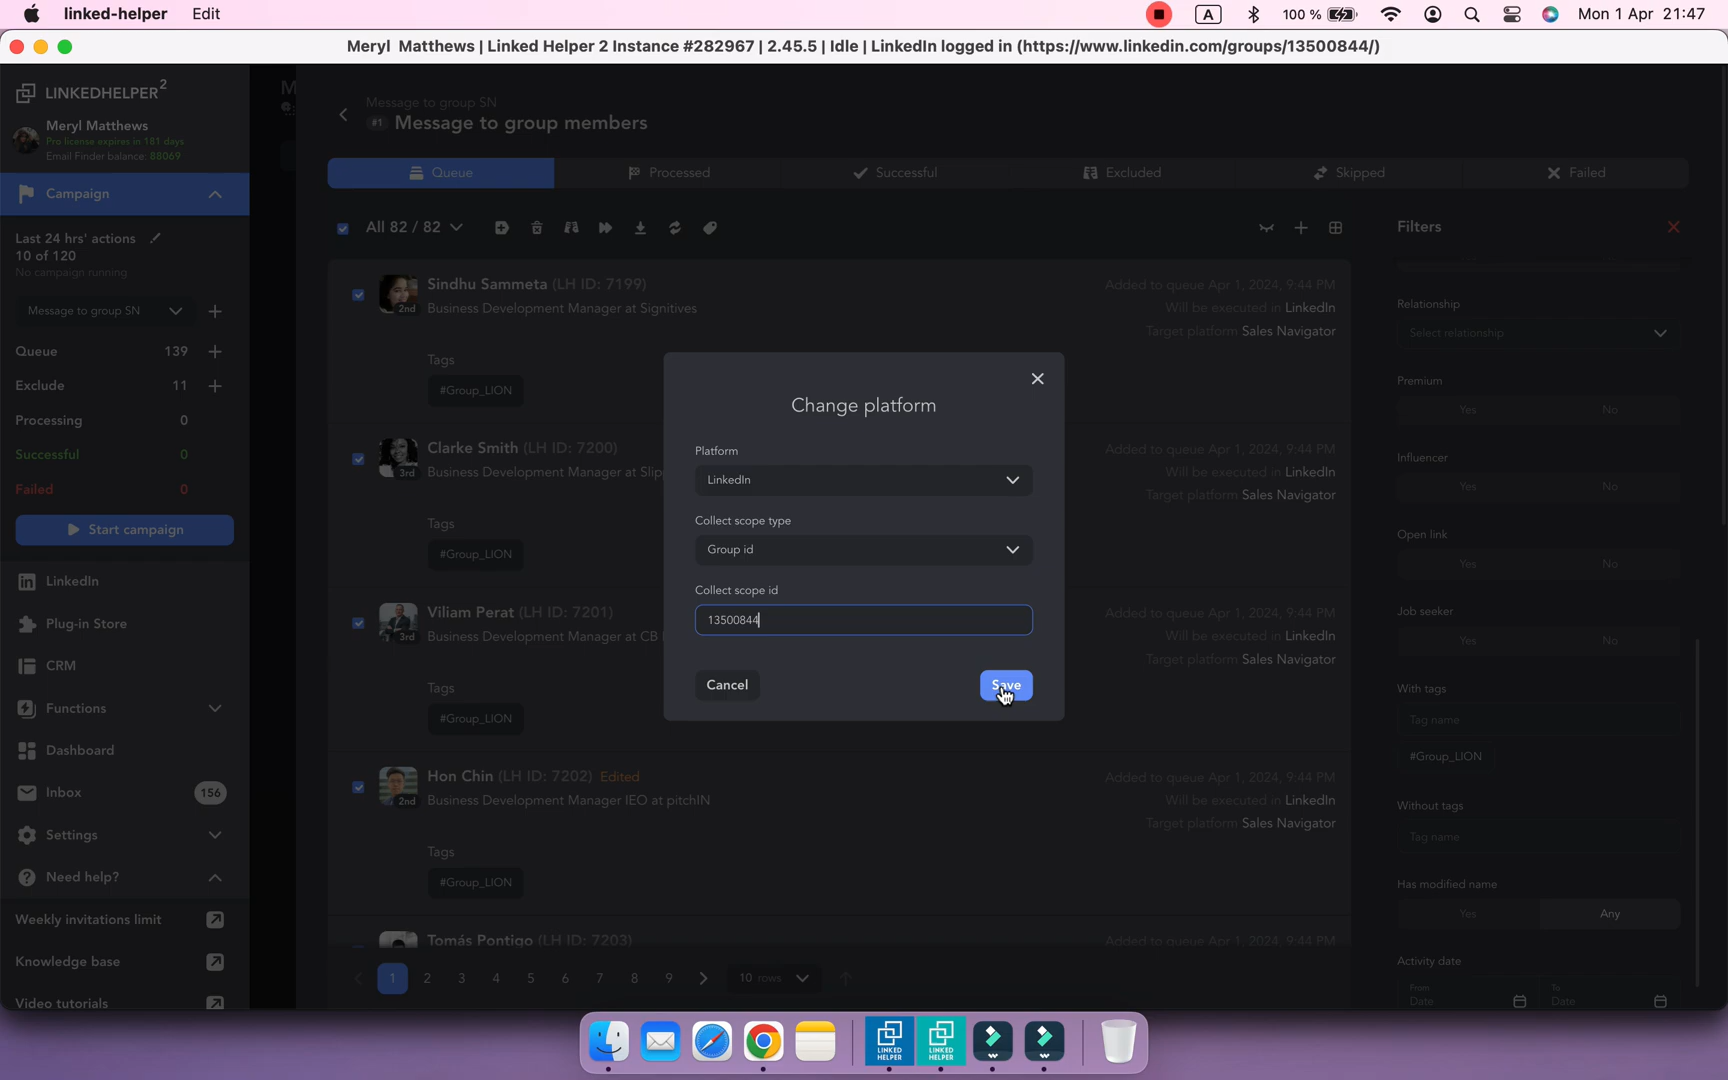 linked-helper Edit A 100 % Mon 1 Apr 21:47
Meryl Matthews | Linked Helper 2 Instance #282967 | 2.45.5 | Idle | LinkedIn logged in (https://www.linkedin.com/groups/13500844/)
LINKEDHELPER2
Meryl Matthews
Pro license expires in 181 days
Email Finder balance: 88069
Campaign
Last 24 hrs' actions
10 of 120
No campaign running
Message to group SN
Queue 139
Exclude 11
Processing 0
Successful 0
Failed 0
Start campaign
LinkedIn
Plug-in Store
CRM
Functions
Dashboard
Inbox 156
Settings
Need help?
Weekly invitations limit
Knowledge base
Video tutorials
Message to group SN
#1 Message to group members
Queue Processed Successful Excluded Skipped Failed
All 82 / 82
Sindhu Sammeta (LH ID: 7199)
2nd
Business Development Manager at Signitives
Added to queue Apr 1, 2024, 9:44 PM
Will be executed in LinkedIn
Target platform Sales Navigator
Tags
#Group_LION
Clarke Smith (LH ID: 7200)
3rd
Business Development Manager at Slip
Added to queue Apr 1, 2024, 9:44 PM
Will be executed in LinkedIn
Target platform Sales Navigator
Tags
#Group_LION
Viliam Perat (LH ID: 7201)
3rd
Business Development Manager at CB
Added to queue Apr 1, 2024, 9:44 PM
Will be executed in LinkedIn
Target platform Sales Navigator
Tags
#Group_LION
Hon Chin (LH ID: 7202) Edited
2nd
Business Development Manager IEO at pitchIN
Added to queue Apr 1, 2024, 9:44 PM
Will be executed in LinkedIn
Target platform Sales Navigator
Tags
#Group_LION
Tomás Pontigo (LH ID: 7203)
Added to queue Apr 1, 2024, 9:44 PM
1 2 3 4 5 6 7 8 9 10 rows
Change platform
Platform
LinkedIn
Collect scope type
Group id
Collect scope id
13500844
Cancel Save
Filters
Relationship
Select relationship
Premium
Yes No
Influencer
Yes No
Open link
Yes No
Job seeker
Yes No
With tags
Tag name
#Group_LION
Without tags
Tag name
Has modified name
Yes Any
Activity date
From To
Date Date
LINKED HELPER
LINKED HELPER